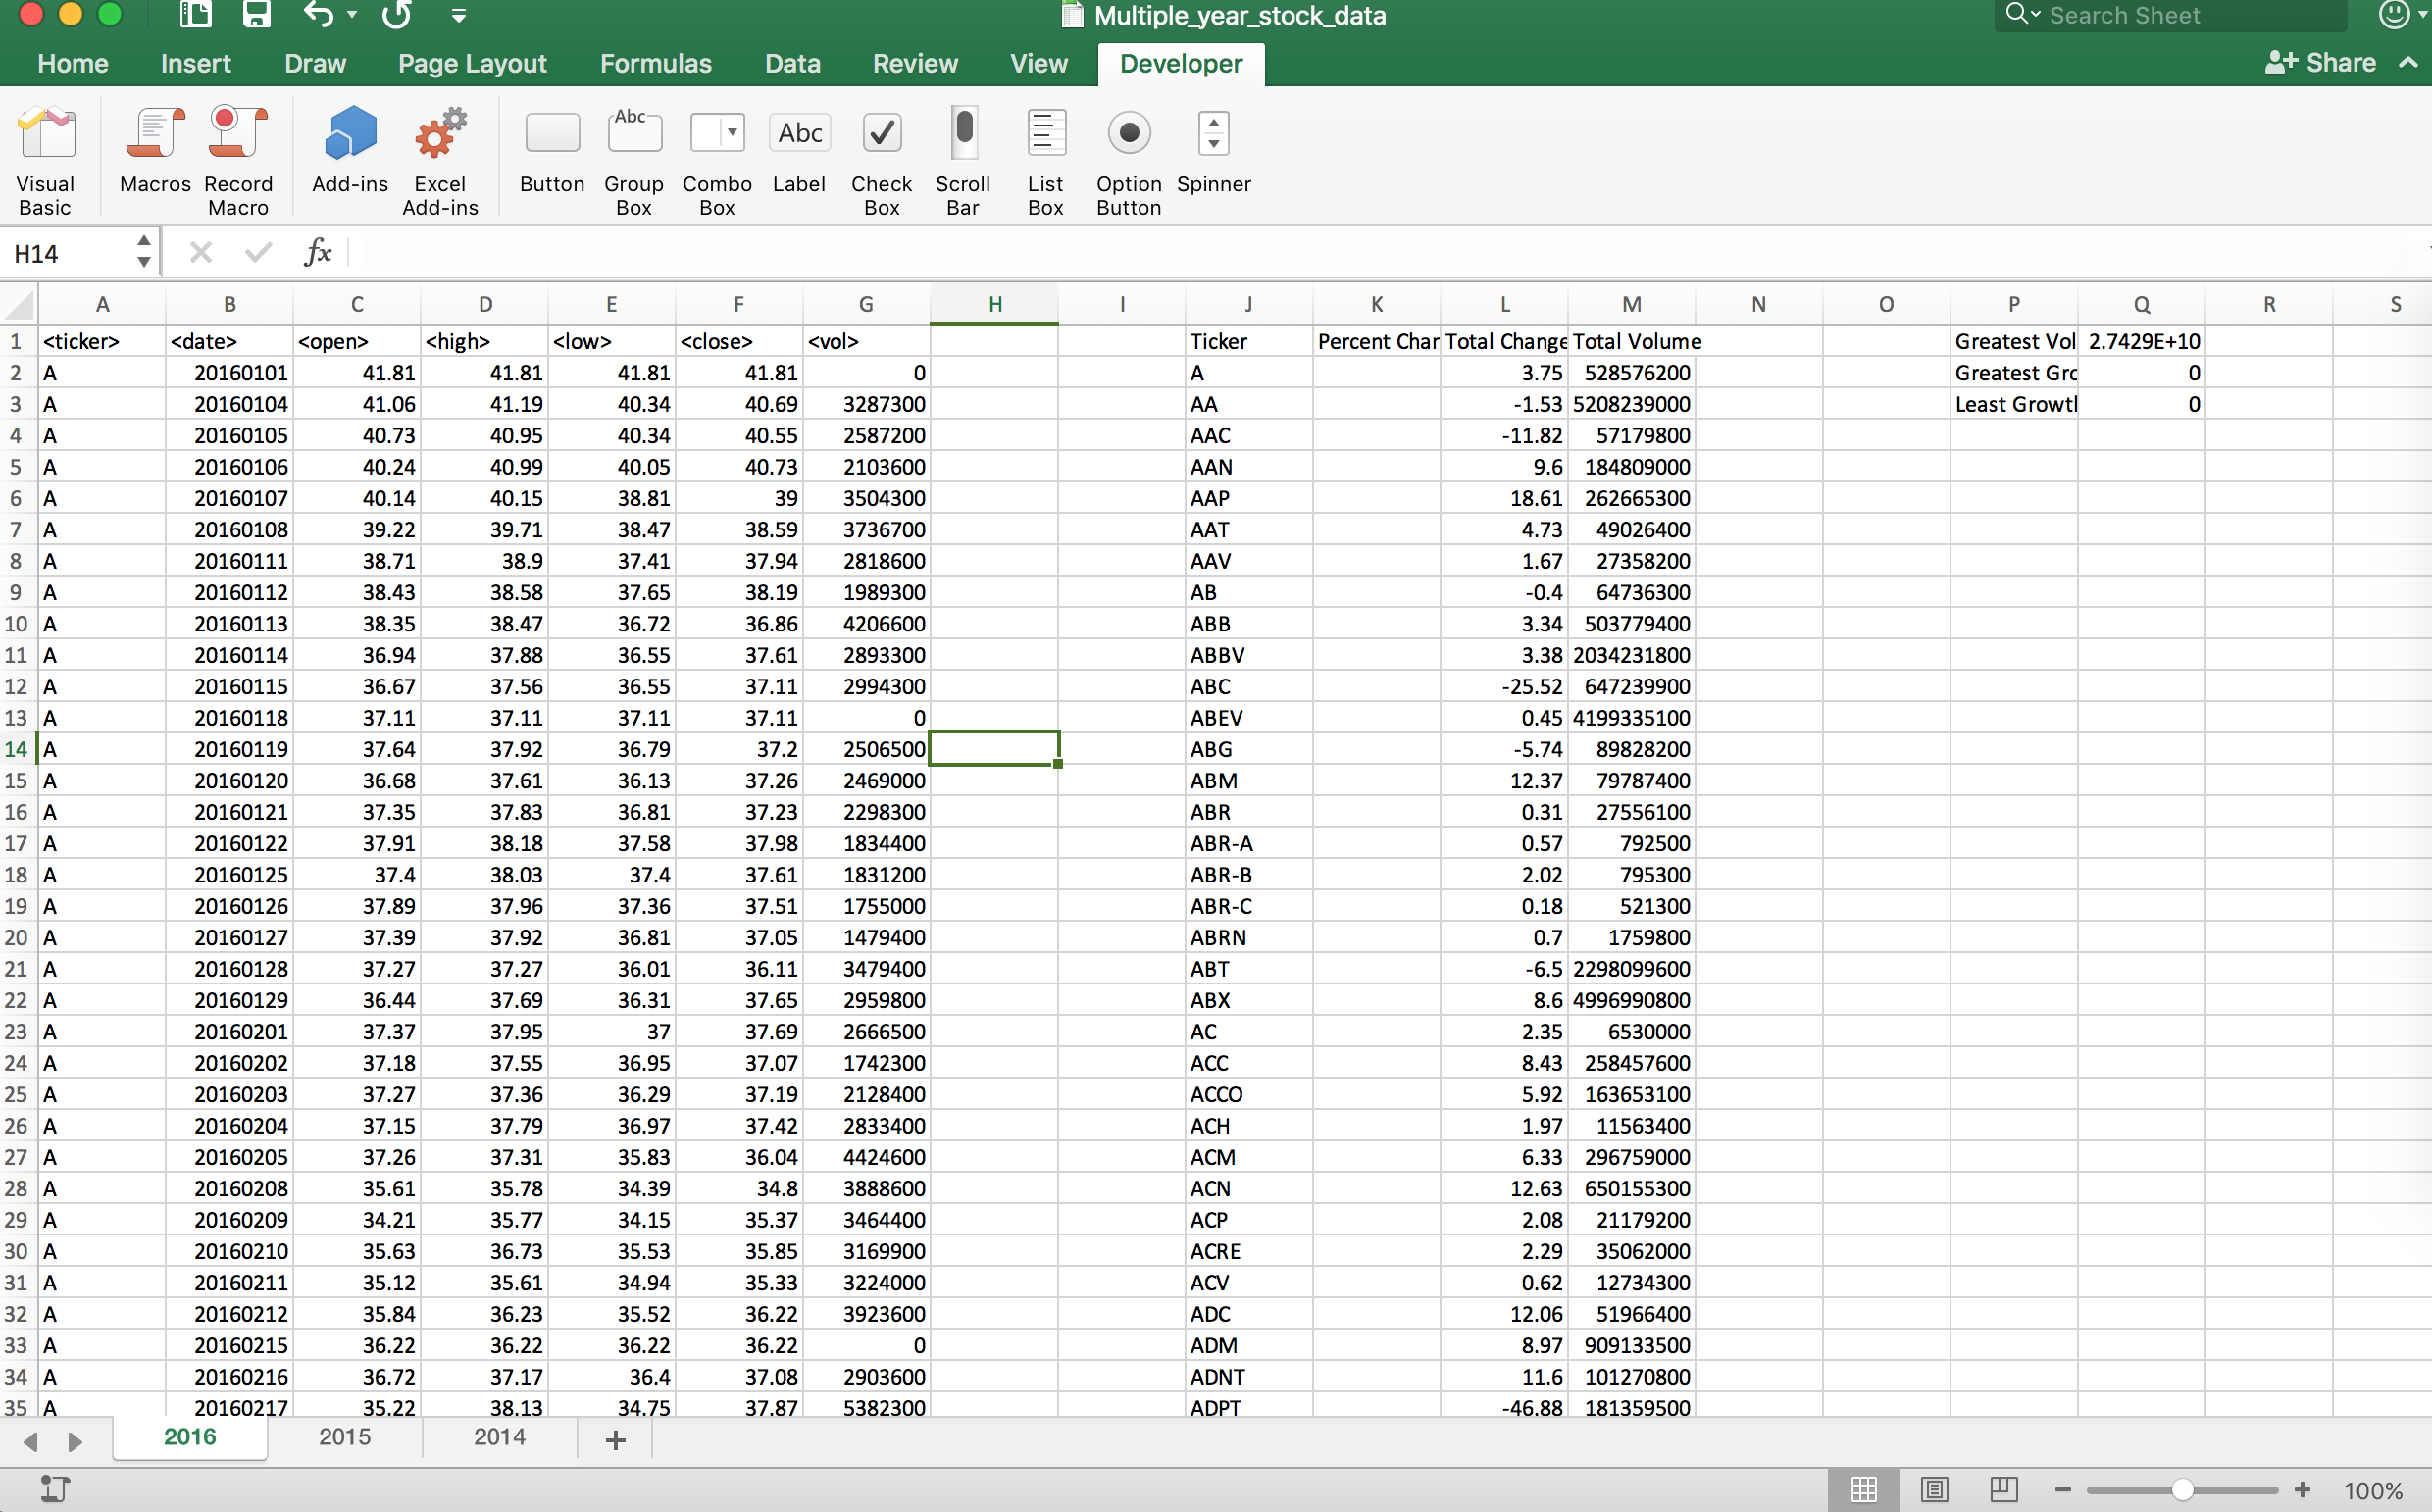 Multiple_year_stock_data
Search Sheet
Home Insert Draw Page Layout Formulas Data Review View Developer Share
Visual Basic Macros Record Macro Add-ins Excel Add-ins Button Group Box Combo Box Label Check Box Scroll Bar List Box Option Button Spinner
Abc Abc
H14 fx
A B C D E F G H I J K L M N O P Q R S
1 <ticker> <date> <open> <high> <low> <close> <vol> Ticker Percent Char Total Change Total Volume Greatest Vol 2.7429E+10
2 A 20160101 41.81 41.81 41.81 41.81 0 A 3.75 528576200 Greatest Gro 0
3 A 20160104 41.06 41.19 40.34 40.69 3287300 AA -1.53 5208239000 Least Growth 0
4 A 20160105 40.73 40.95 40.34 40.55 2587200 AAC -11.82 57179800
5 A 20160106 40.24 40.99 40.05 40.73 2103600 AAN 9.6 184809000
6 A 20160107 40.14 40.15 38.81 39 3504300 AAP 18.61 262665300
7 A 20160108 39.22 39.71 38.47 38.59 3736700 AAT 4.73 49026400
8 A 20160111 38.71 38.9 37.41 37.94 2818600 AAV 1.67 27358200
9 A 20160112 38.43 38.58 37.65 38.19 1989300 AB -0.4 64736300
10 A 20160113 38.35 38.47 36.72 36.86 4206600 ABB 3.34 503779400
11 A 20160114 36.94 37.88 36.55 37.61 2893300 ABBV 3.38 2034231800
12 A 20160115 36.67 37.56 36.55 37.11 2994300 ABC -25.52 647239900
13 A 20160118 37.11 37.11 37.11 37.11 0 ABEV 0.45 4199335100
14 A 20160119 37.64 37.92 36.79 37.2 2506500 ABG -5.74 89828200
15 A 20160120 36.68 37.61 36.13 37.26 2469000 ABM 12.37 79787400
16 A 20160121 37.35 37.83 36.81 37.23 2298300 ABR 0.31 27556100
17 A 20160122 37.91 38.18 37.58 37.98 1834400 ABR-A 0.57 792500
18 A 20160125 37.4 38.03 37.4 37.61 1831200 ABR-B 2.02 795300
19 A 20160126 37.89 37.96 37.36 37.51 1755000 ABR-C 0.18 521300
20 A 20160127 37.39 37.92 36.81 37.05 1479400 ABRN 0.7 1759800
21 A 20160128 37.27 37.27 36.01 36.11 3479400 ABT -6.5 2298099600
22 A 20160129 36.44 37.69 36.31 37.65 2959800 ABX 8.6 4996990800
23 A 20160201 37.37 37.95 37 37.69 2666500 AC 2.35 6530000
24 A 20160202 37.18 37.55 36.95 37.07 1742300 ACC 8.43 258457600
25 A 20160203 37.27 37.36 36.29 37.19 2128400 ACCO 5.92 163653100
26 A 20160204 37.15 37.79 36.97 37.42 2833400 ACH 1.97 11563400
27 A 20160205 37.26 37.31 35.83 36.04 4424600 ACM 6.33 296759000
28 A 20160208 35.61 35.78 34.39 34.8 3888600 ACN 12.63 650155300
29 A 20160209 34.21 35.77 34.15 35.37 3464400 ACP 2.08 21179200
30 A 20160210 35.63 36.73 35.53 35.85 3169900 ACRE 2.29 35062000
31 A 20160211 35.12 35.61 34.94 35.33 3224000 ACV 0.62 12734300
32 A 20160212 35.84 36.23 35.52 36.22 3923600 ADC 12.06 51966400
33 A 20160215 36.22 36.22 36.22 36.22 0 ADM 8.97 909133500
34 A 20160216 36.72 37.17 36.4 37.08 2903600 ADNT 11.6 101270800
35 A 20160217 35.22 38.13 34.75 37.87 5382300 ADPT -46.88 181359500
2016 2015 2014 +
100%